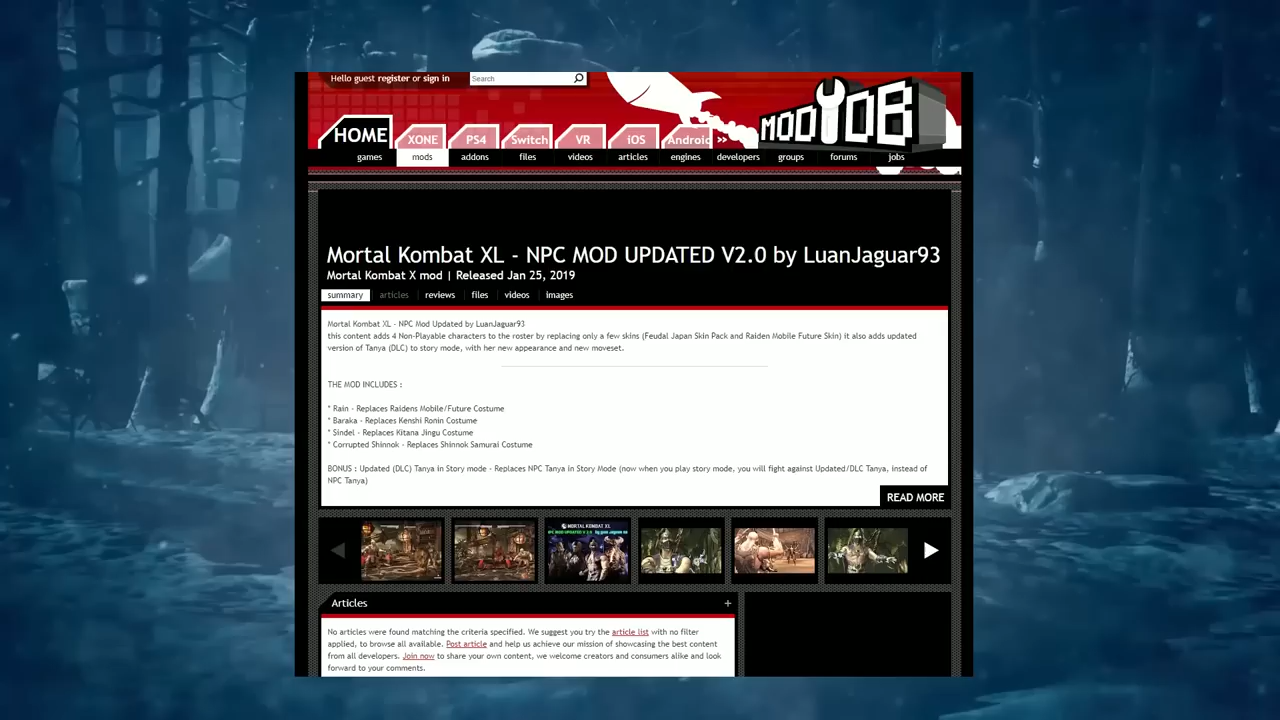 Hello guest register or sign in
Search
MODDB
HOME XONE PS4 Switch VR iOS Android »
games mods addons files videos articles engines developers groups forums jobs
Mortal Kombat XL - NPC MOD UPDATED V2.0 by LuanJaguar93
Mortal Kombat X mod | Released Jan 25, 2019
summary articles reviews files videos images
Mortal Kombat XL - NPC Mod Updated by LuanJaguar93
this content adds 4 Non-Playable characters to the roster by replacing only a few skins (Feudal Japan Skin Pack and Raiden Mobile Future Skin) it also adds updated
version of Tanya (DLC) to story mode, with her new appearance and new moveset.
THE MOD INCLUDES :
* Rain - Replaces Raidens Mobile/Future Costume
* Baraka - Replaces Kenshi Ronin Costume
* Sindel - Replaces Kitana Jingu Costume
* Corrupted Shinnok - Replaces Shinnok Samurai Costume
BONUS : Updated (DLC) Tanya in Story mode - Replaces NPC Tanya in Story Mode (now when you play story mode, you will fight against Updated/DLC Tanya, instead of
NPC Tanya)
READ MORE
MORTAL KOMBAT XL
NPC MOD UPDATED V 2.0
Articles +
No articles were found matching the criteria specified. We suggest you try the article list with no filter
applied, to browse all available. Post article and help us achieve our mission of showcasing the best content
from all developers. Join now to share your own content, we welcome creators and consumers alike and look
forward to your comments.